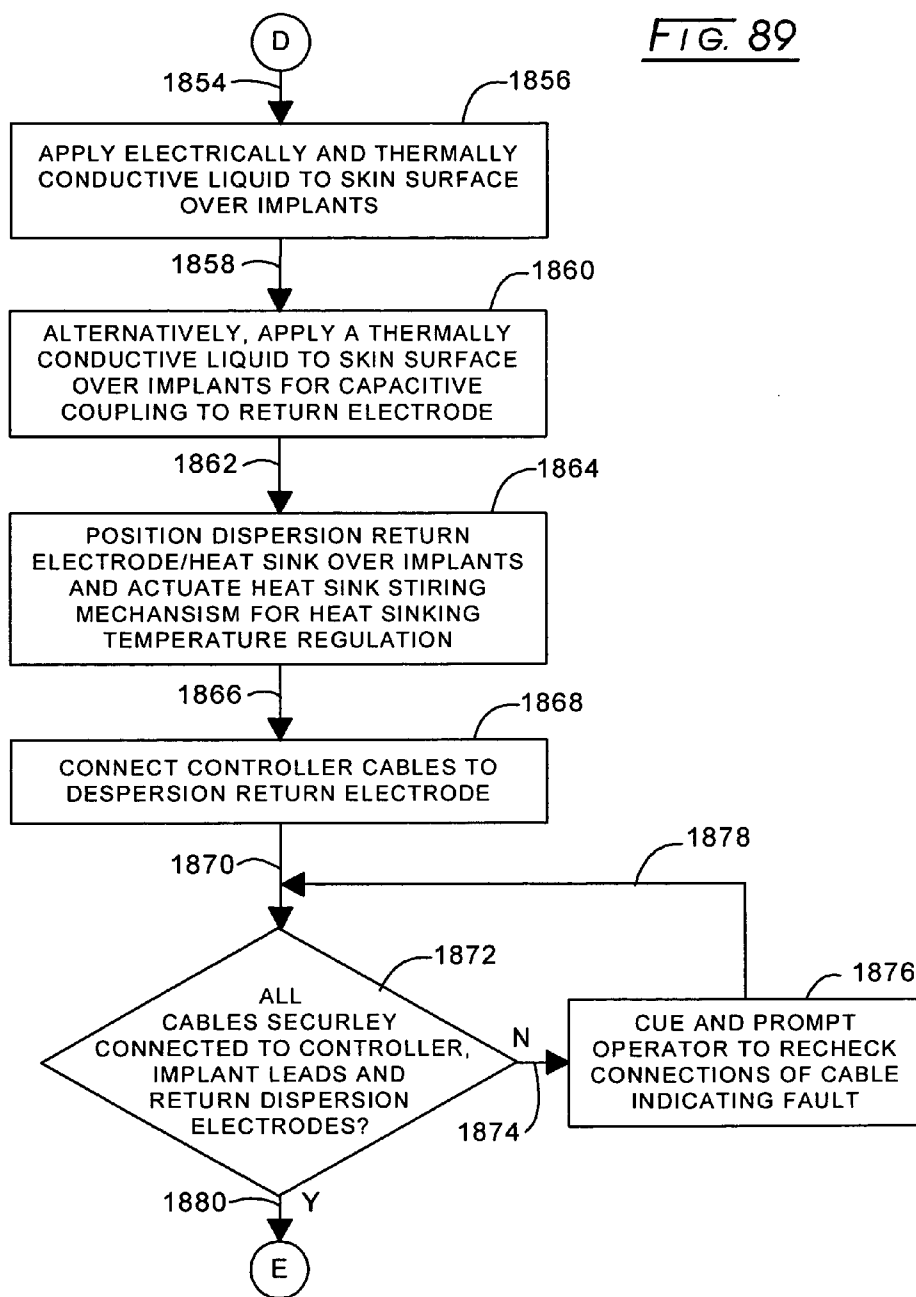 FIG. 89
D
1854
1856
APPLY ELECTRICALLY AND THERMALLY
CONDUCTIVE LIQUID TO SKIN SURFACE
OVER IMPLANTS
1858
1860
ALTERNATIVELY, APPLY A THERMALLY
CONDUCTIVE LIQUID TO SKIN SURFACE
OVER IMPLANTS FOR CAPACITIVE
COUPLING TO RETURN ELECTRODE
1862
1864
POSITION DISPERSION RETURN
ELECTRODE/HEAT SINK OVER IMPLANTS
AND ACTUATE HEAT SINK STIRING
MECHANSISM FOR HEAT SINKING
TEMPERATURE REGULATION
1866
1868
CONNECT CONTROLLER CABLES TO
DESPERSION RETURN ELECTRODE
1870
1878
1872
ALL
CABLES SECURLEY
CONNECTED TO CONTROLLER,
IMPLANT LEADS AND
RETURN DISPERSION
ELECTRODES?
N
1874
1876
CUE AND PROMPT
OPERATOR TO RECHECK
CONNECTIONS OF CABLE
INDICATING FAULT
1880
Y
E